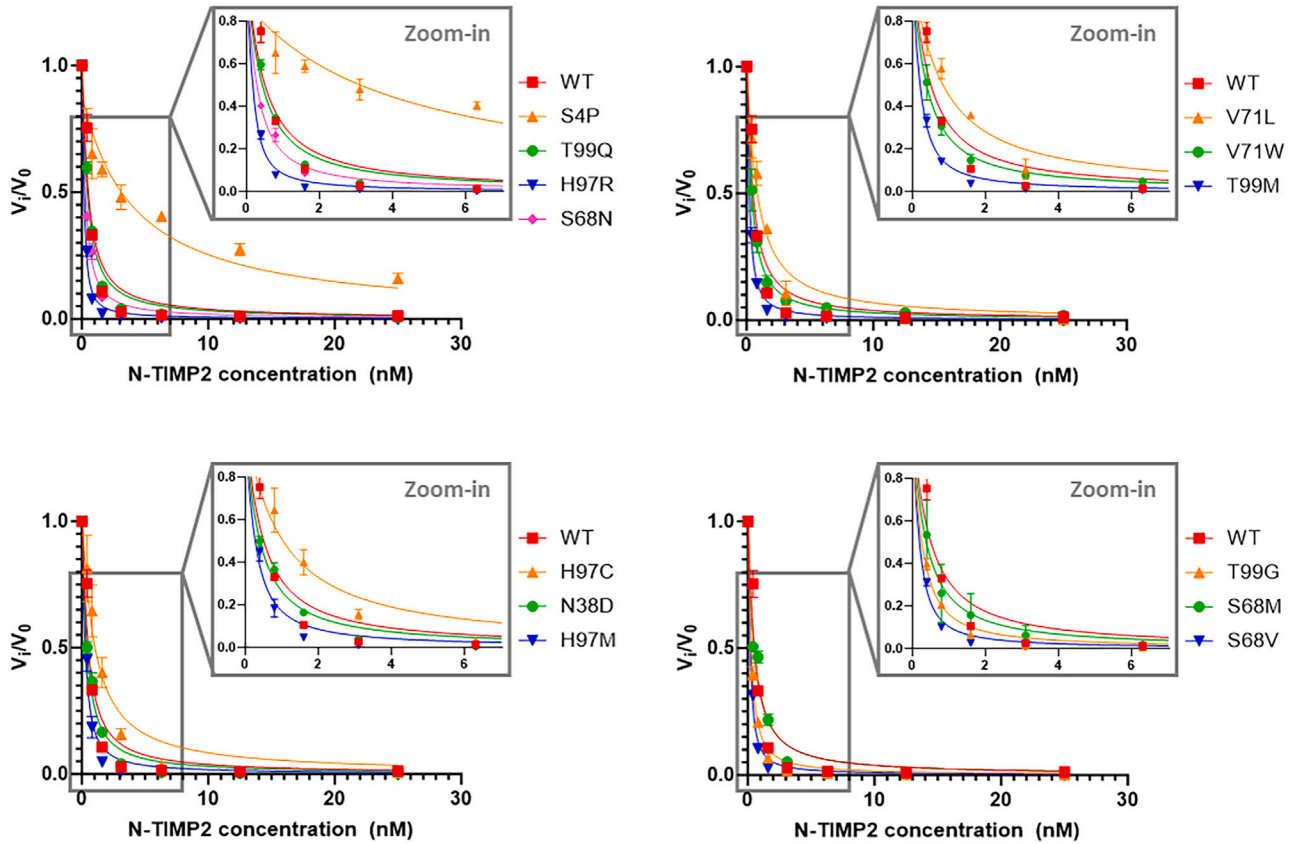 Zoom-in
0.8
0.6
0.4
0.2
0.0
0 2 4 6
1.0
0.5
0.0
0 10 20 30
Vi/V0
N-TIMP2 concentration (nM)
WT
S4P
T99Q
H97R
S68N
Zoom-in
0.8
0.6
0.4
0.2
0.0
0 2 4 6
1.0
0.5
0.0
0 10 20 30
Vi/V0
N-TIMP2 concentration (nM)
WT
V71L
V71W
T99M
Zoom-in
0.8
0.6
0.4
0.2
0.0
0 2 4 6
1.0
0.5
0.0
0 10 20 30
Vi/V0
N-TIMP2 concentration (nM)
WT
H97C
N38D
H97M
Zoom-in
0.8
0.6
0.4
0.2
0.0
0 2 4 6
1.0
0.5
0.0
0 10 20 30
Vi/V0
N-TIMP2 concentration (nM)
WT
T99G
S68M
S68V